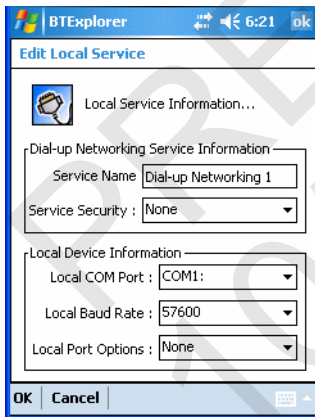 BTExplorer 6:21 ok
Edit Local Service
Local Service Information...
Dial-up Networking Service Information
Service Name Dial-up Networking 1
Service Security : None
Local Device Information
Local COM Port : COM1:
Local Baud Rate : 57600
Local Port Options : None
OK Cancel